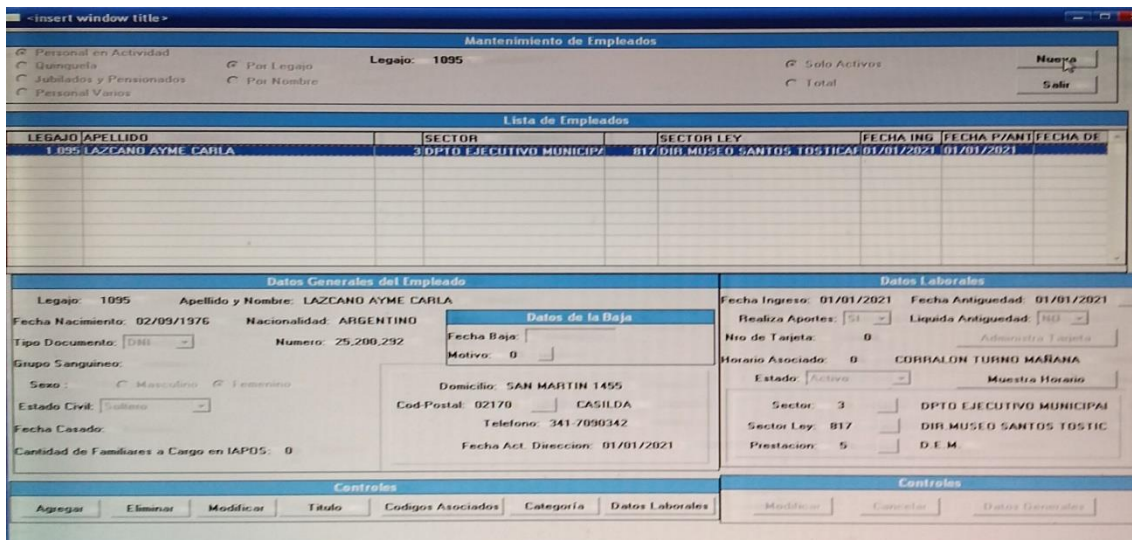 <insert window title>
Mantenimiento de Empleados
Personal en Actividad
Quinquela
Jubilados y Pensionados
Personal Varios
Por Legajo
Por Nombre
Legajo: 1095
Solo Activos
Total
Nueva
Salir
Lista de Empleados
LEGAJO APELLIDO SECTOR SECTOR LEY FECHA ING FECHA P/ANT FECHA DE
1.095 LAZCANO AYME CARLA 3 DPTO EJECUTIVO MUNICIPA 817 DIR.MUSEO SANTOS TOSTICAR 01/01/2021 01/01/2021
Datos Generales del Empleado
Legajo: 1095 Apellido y Nombre: LAZCANO AYME CARLA
Fecha Nacimiento: 02/09/1976 Nacionalidad: ARGENTINO
Tipo Documento: DNI Numero: 25,200,292
Grupo Sanguineo:
Sexo : Masculino Femenino
Estado Civil: Soltero
Fecha Casado:
Cantidad de Familiares a Cargo en IAPOS: 0
Datos de la Baja
Fecha Baja:
Motivo: 0
Domicilio: SAN MARTIN 1455
Cod-Postal: 02170 CASILDA
Telefono: 341-7090342
Fecha Act. Direccion: 01/01/2021
Datos Laborales
Fecha Ingreso: 01/01/2021 Fecha Antiguedad: 01/01/2021
Realiza Aportes: SI Liquida Antiguedad: NO
Nro de Tarjeta: 0 Administra Tarjeta
Horario Asociado: 0 CORRALON TURNO MAÑANA
Estado: Activo Muestra Horario
Sector: 3 DPTO EJECUTIVO MUNICIPAL
Sector Ley: 817 DIR.MUSEO SANTOS TOSTIC
Prestacion: 5 D.E.M.
Controles
Agregar Eliminar Modificar Titulo Codigos Asociados Categoría Datos Laborales
Controles
Modificar Cancelar Datos Generales